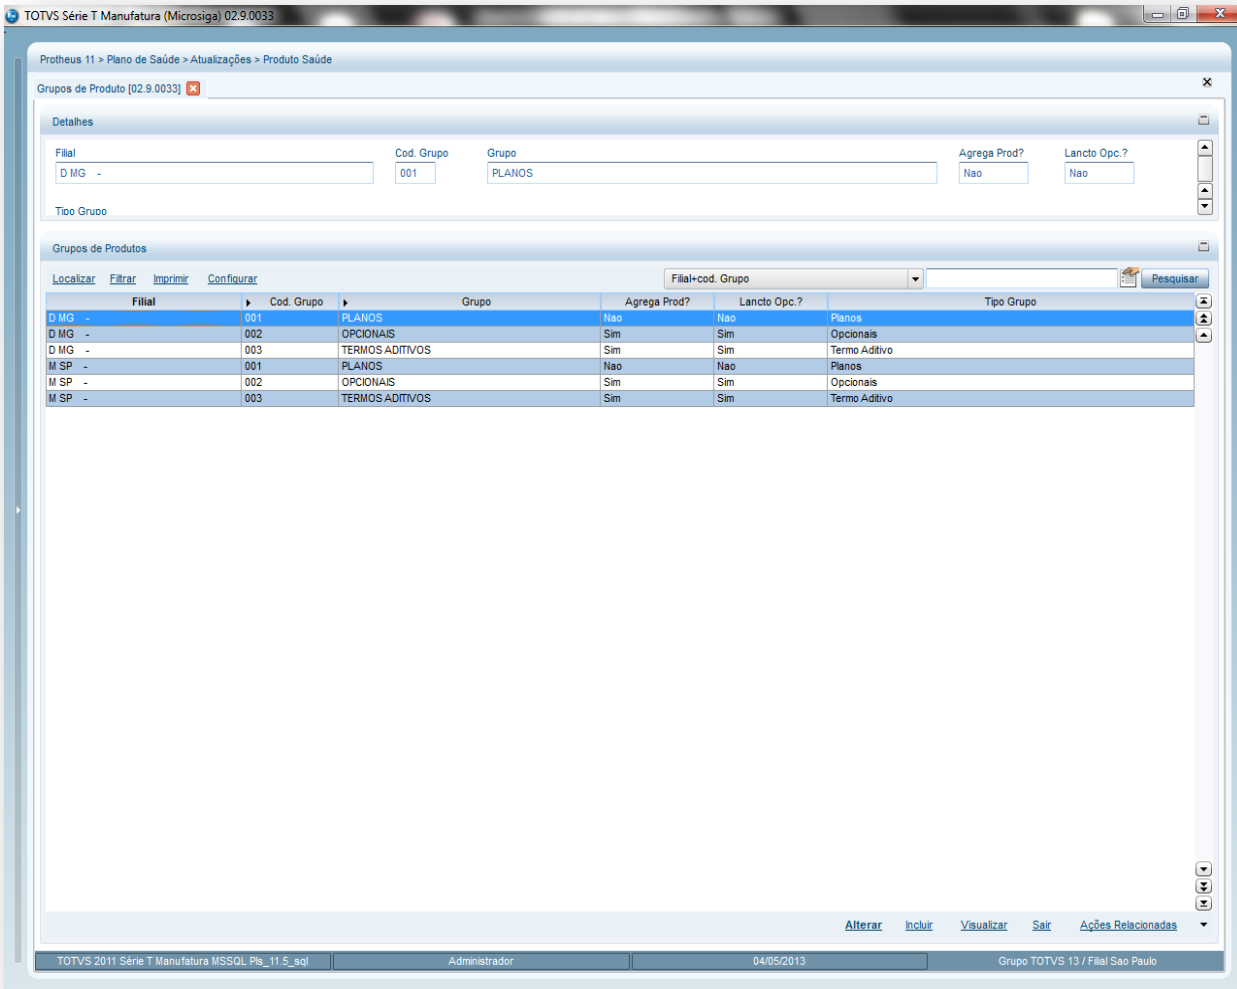 TOTVS Série T Manufatura (Microsiga) 02.9.0033
Protheus 11 > Plano de Saúde > Atualizações > Produto Saúde
Grupos de Produto [02.9.0033]
Detalhes
Filial Cod. Grupo Grupo Agrega Prod? Lancto Opc.?
D MG - 001 PLANOS Nao Nao
Tipo Grupo
Grupos de Produtos
Localizar Filtrar Imprimir Configurar Filial+cod. Grupo Pesquisar
Filial Cod. Grupo Grupo Agrega Prod? Lancto Opc.? Tipo Grupo
D MG - 001 PLANOS Nao Nao Planos
D MG - 002 OPCIONAIS Sim Sim Opcionais
D MG - 003 TERMOS ADITIVOS Sim Sim Termo Aditivo
M SP - 001 PLANOS Nao Nao Planos
M SP - 002 OPCIONAIS Sim Sim Opcionais
M SP - 003 TERMOS ADITIVOS Sim Sim Termo Aditivo
Alterar Incluir Visualizar Sair Ações Relacionadas
TOTVS 2011 Série T Manufatura MSSQL Pls_11.5_sql Administrador 04/05/2013 Grupo TOTVS 13 / Filial Sao Paulo